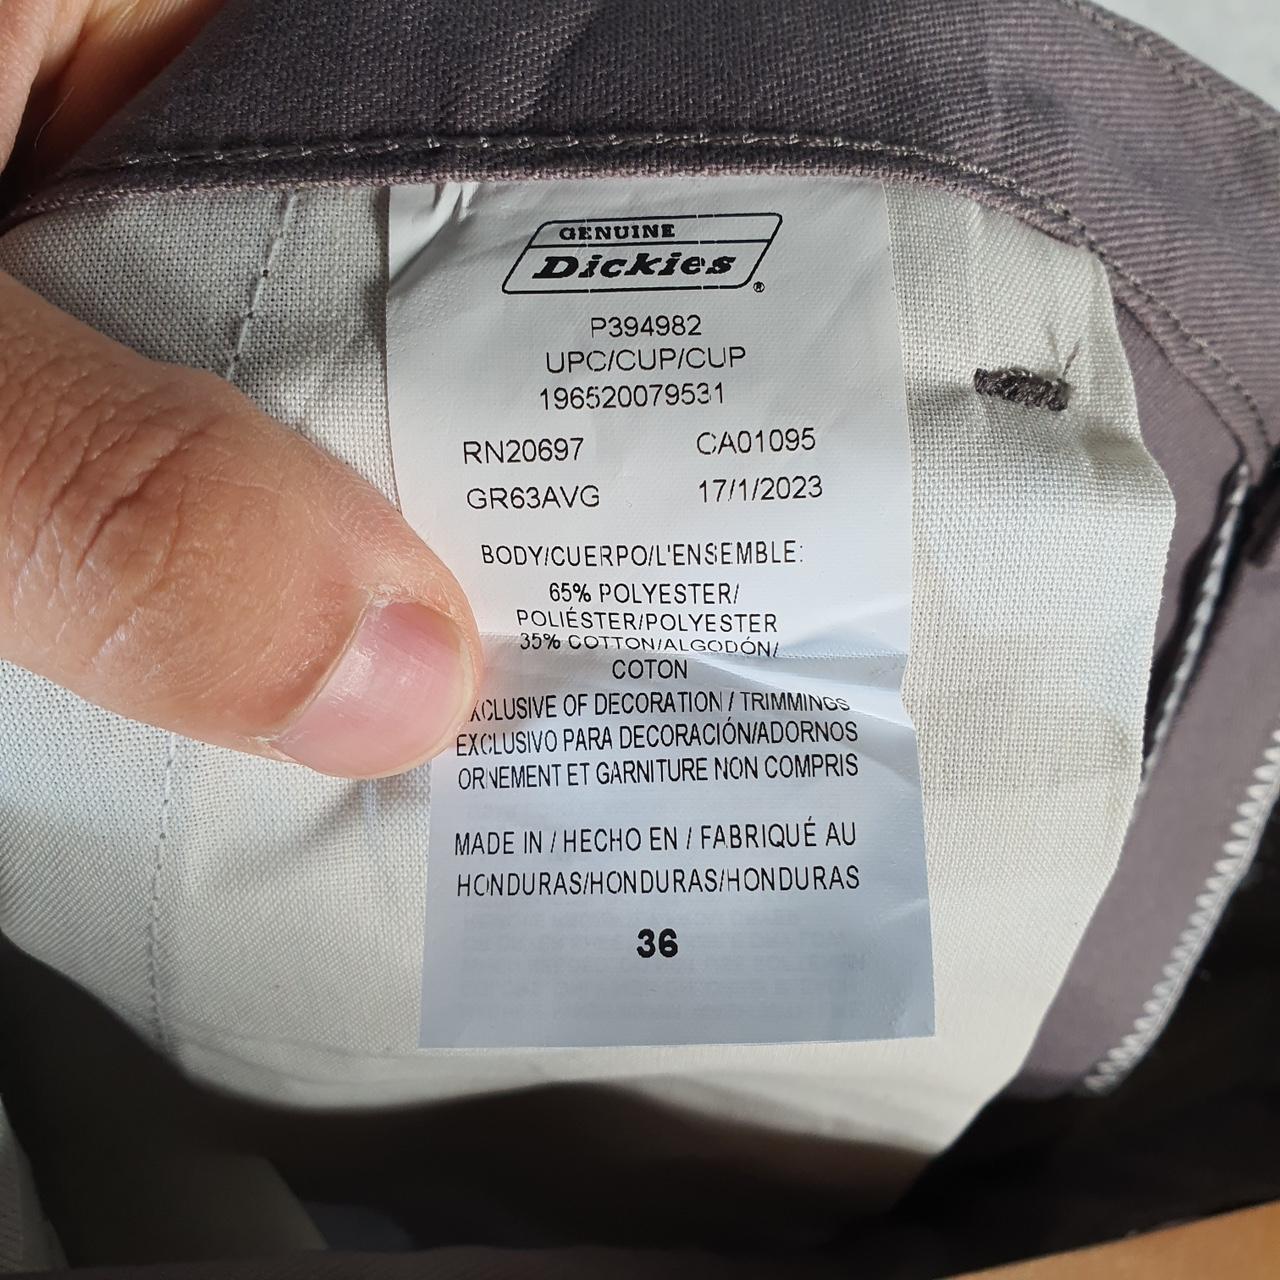 GENUINE
Dickies®
P394982
UPC/CUP/CUP
196520079531
RN20697 CA01095
GR63AVG 17/1/2023
BODY/CUERPO/L'ENSEMBLE:
65% POLYESTER/
POLIÉSTER/POLYESTER
35% COTTON/ALGODÓN/
COTON
XCLUSIVE OF DECORATION / TRIMMINGS
EXCLUSIVO PARA DECORACIÓN/ADORNOS
ORNEMENT ET GARNITURE NON COMPRIS
MADE IN / HECHO EN / FABRIQUÉ AU
HONDURAS/HONDURAS/HONDURAS
36